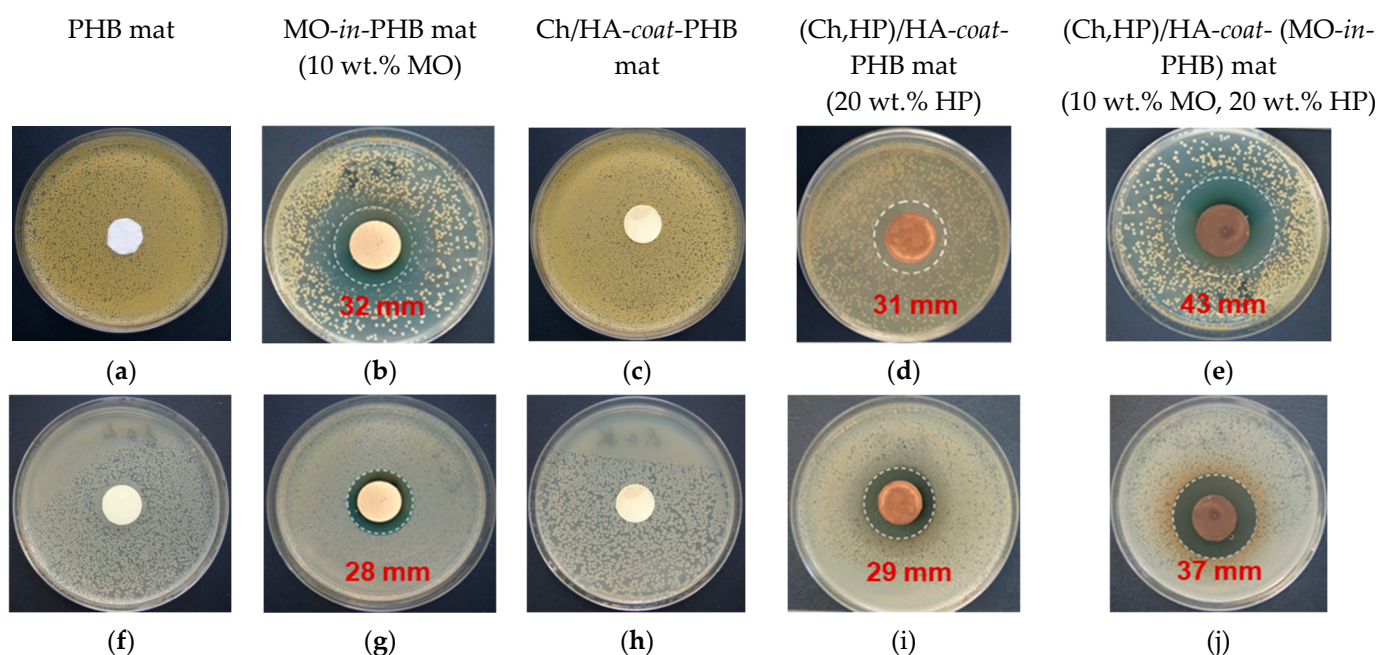 PHB mat
MO-in-PHB mat
(10 wt.% MO)
Ch/HA-coat-PHB
mat
(Ch,HP)/HA-coat-
PHB mat
(20 wt.% HP)
(Ch,HP)/HA-coat- (MO-in-
PHB) mat
(10 wt.% MO, 20 wt.% HP)
32 mm
31 mm
43 mm
(a)
(b)
(c)
(d)
(e)
28 mm
29 mm
37 mm
(f)
(g)
(h)
(i)
(j)